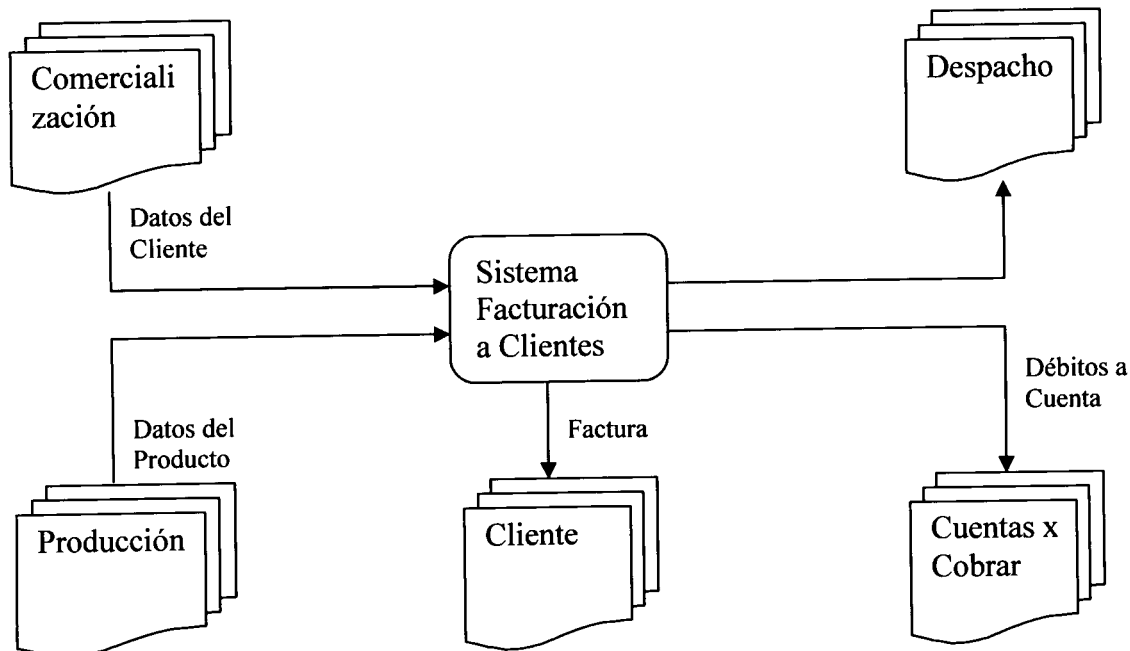 Comerciali
zación
Despacho
Datos del
Cliente
Sistema
Facturación
a Clientes
Débitos a
Cuenta
Datos del
Producto
Factura
Producción
Cliente
Cuentas x
Cobrar